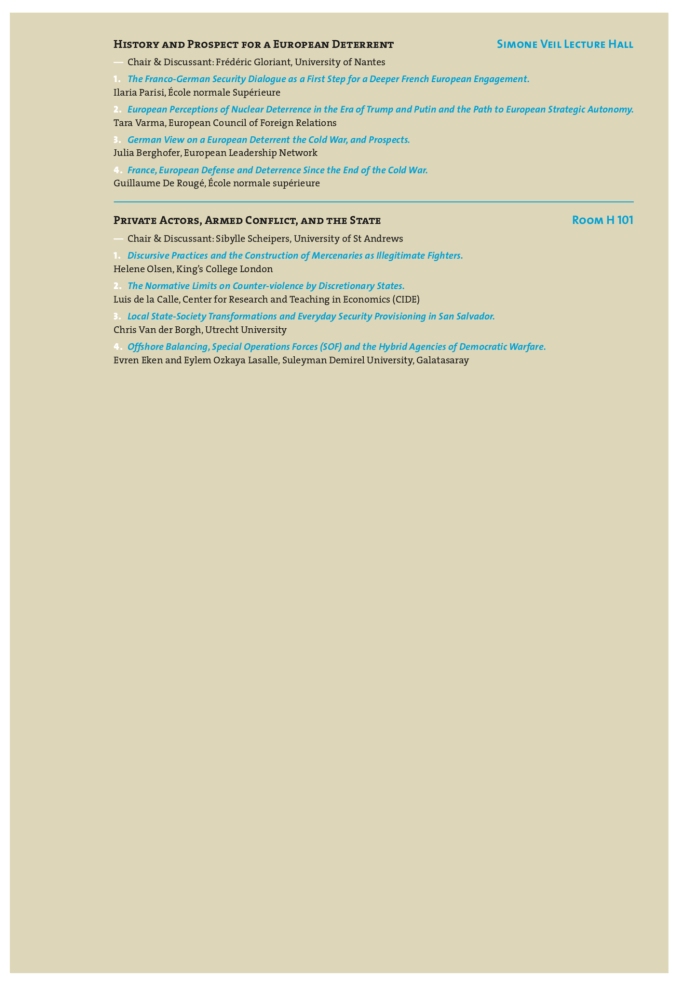 History and Prospect for a European Deterrent Simone Veil Lecture Hall
— Chair & Discussant: Frédéric Gloriant, University of Nantes
1. The Franco-German Security Dialogue as a First Step for a Deeper French European Engagement.
Ilaria Parisi, École normale Supérieure
2. European Perceptions of Nuclear Deterrence in the Era of Trump and Putin and the Path to European Strategic Autonomy.
Tara Varma, European Council of Foreign Relations
3. German View on a European Deterrent the Cold War, and Prospects.
Julia Berghofer, European Leadership Network
4. France, European Defense and Deterrence Since the End of the Cold War.
Guillaume De Rougé, École normale supérieure
Private Actors, Armed Conflict, and the State Room H 101
— Chair & Discussant: Sibylle Scheipers, University of St Andrews
1. Discursive Practices and the Construction of Mercenaries as Illegitimate Fighters.
Helene Olsen, King's College London
2. The Normative Limits on Counter-violence by Discretionary States.
Luis de la Calle, Center for Research and Teaching in Economics (CIDE)
3. Local State-Society Transformations and Everyday Security Provisioning in San Salvador.
Chris Van der Borgh, Utrecht University
4. Offshore Balancing, Special Operations Forces (SOF) and the Hybrid Agencies of Democratic Warfare.
Evren Eken and Eylem Ozkaya Lasalle, Suleyman Demirel University, Galatasaray